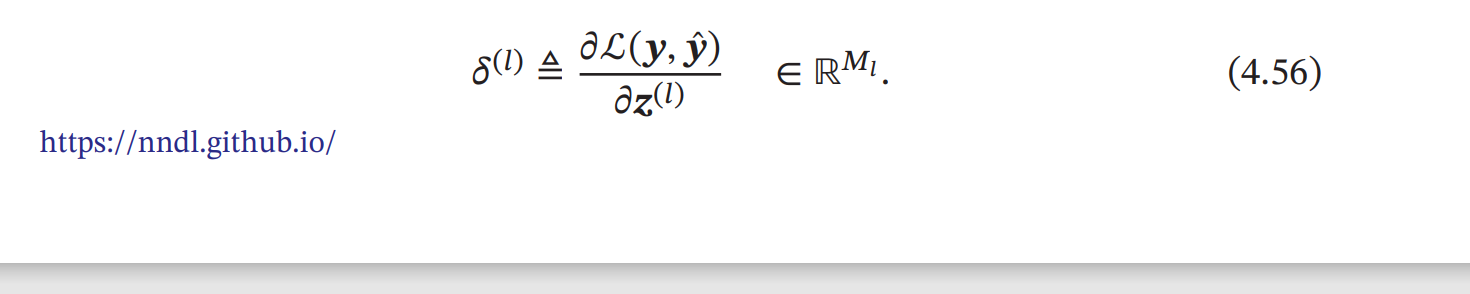 δ^(l) ≜ ∂ℒ(y, ŷ) / ∂z^(l) ∈ ℝ^{M_l}. (4.56)
https://nndl.github.io/